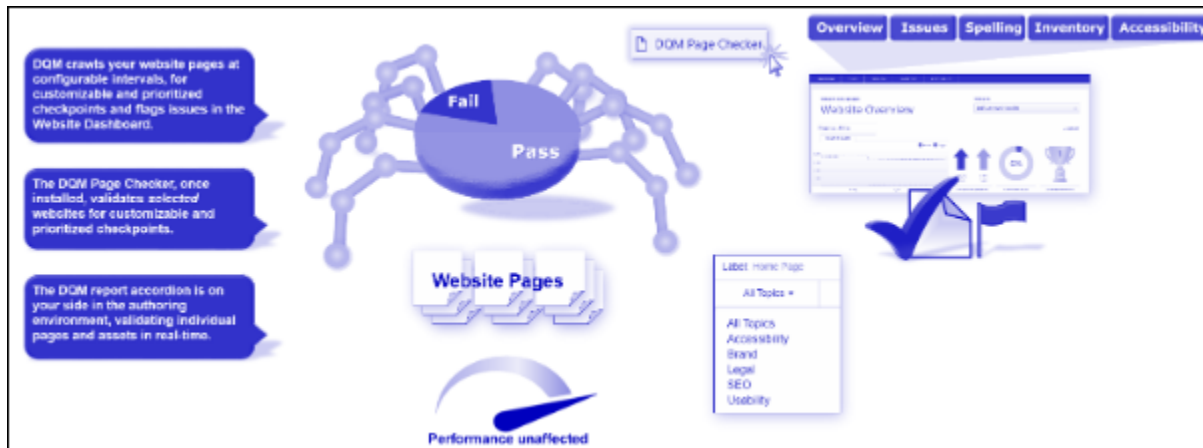 DQM crawls your website pages at
configurable intervals, for
customizable and prioritized
checkpoints and flags issues in the
Website Dashboard.
The DQM Page Checker, once
installed, validates selected
websites for customizable and
prioritized checkpoints.
The DQM report accordion is on
your side in the authoring
environment, validating individual
pages and assets in real-time.
Fail
Pass
Website Pages
Performance unaffected
DQM Page Checker
Overview
Issues
Spelling
Inventory
Accessibility
Website Overview
Label: Home Page
All Topics
All Topics
Accessibility
Brand
Legal
SEO
Usability